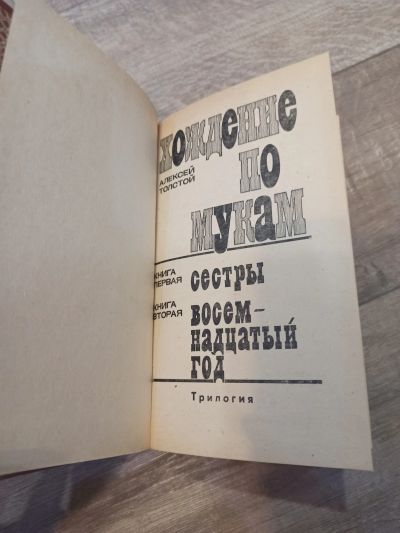 Хождение
АЛЕКСЕЙ
ТОЛСТОЙ
по
мукам
КНИГА
ПЕРВАЯ
сестры
КНИГА
ВТОРАЯ
восем-
надцатый
год
Трилогия